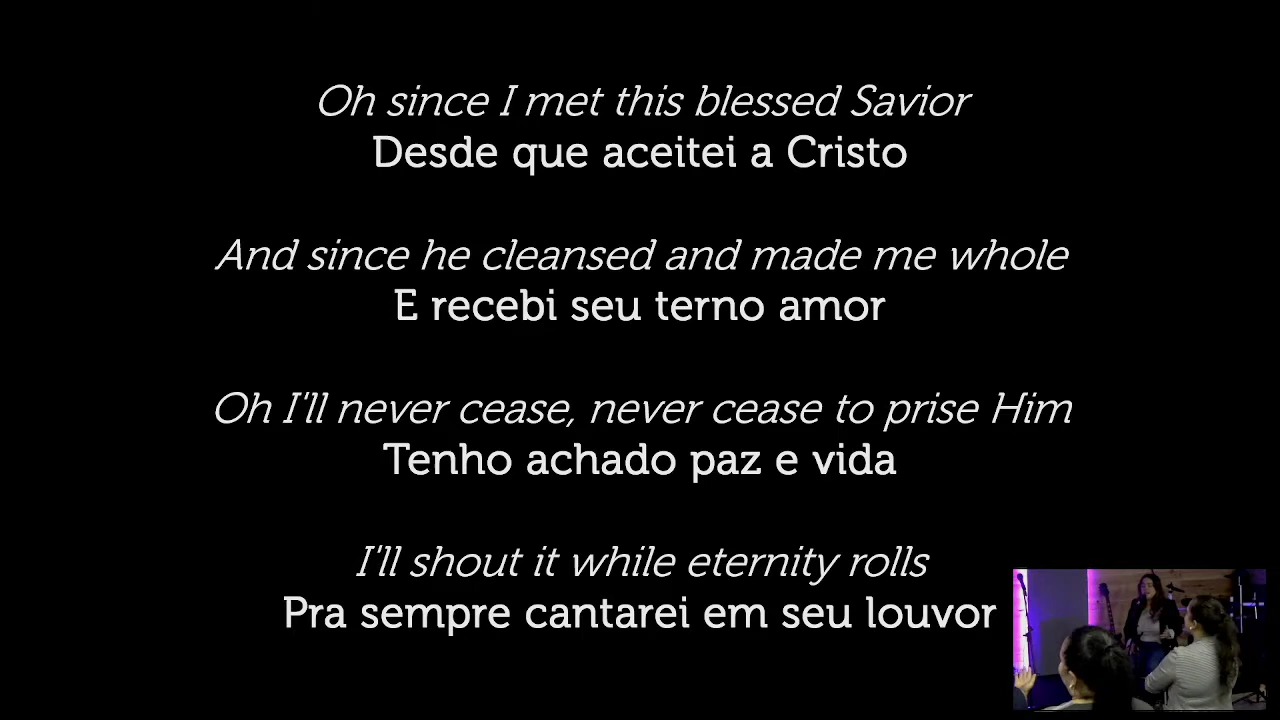 Oh since I met this blessed Savior
Desde que aceitei a Cristo
And since he cleansed and made me whole
E recebi seu terno amor
Oh I'll never cease, never cease to prise Him
Tenho achado paz e vida
I'll shout it while eternity rolls
Pra sempre cantarei em seu louvor